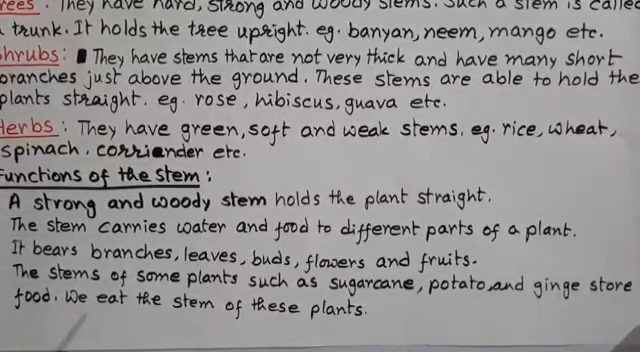 rees: They have hard, strong and woody stems. Such a stem is called
a trunk. It holds the tree upright. eg. banyan, neem, mango etc.
Shrubs: They have stems that are not very thick and have many short
branches just above the ground. These stems are able to hold the
plants straight. eg. rose, hibiscus, guava etc.
Herbs: They have green, soft and weak stems. eg. rice, wheat,
spinach, corriander etc.
Functions of the stem:
A strong and woody stem holds the plant straight.
The stem carries water and food to different parts of a plant.
It bears branches, leaves, buds, flowers and fruits.
The stems of some plants such as sugarcane, potato, and ginge store
food. We eat the stem of these plants.